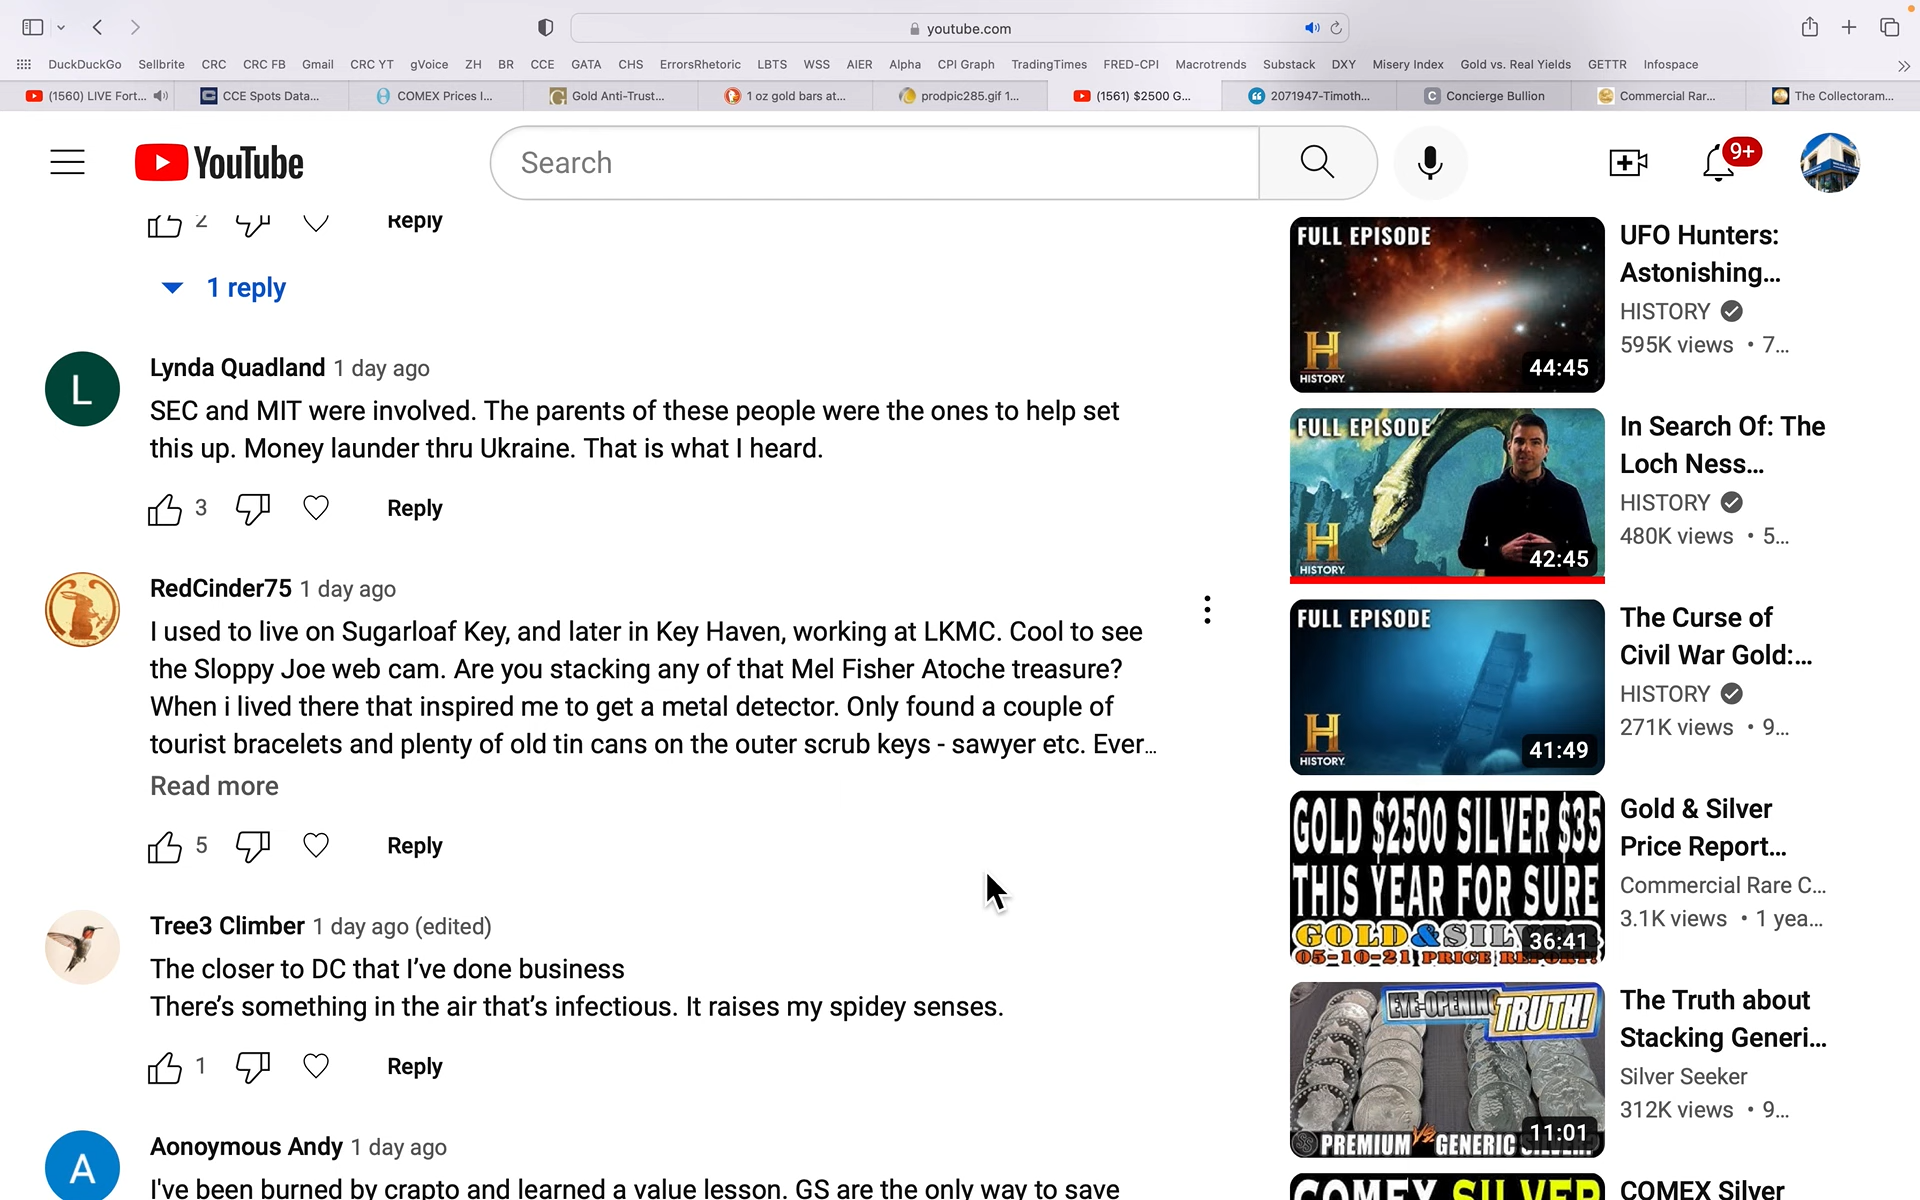 youtube.com
DuckDuckGo Sellbrite CRC CRC FB Gmail CRC YT gVoice ZH BR CCE GATA CHS ErrorsRhetoric LBTS WSS AIER Alpha CPI Graph TradingTimes FRED-CPI Macrotrends Substack DXY Misery Index Gold vs. Real Yields GETTR Infospace
(1560) LIVE Fort... CCE Spots Data... COMEX Prices I... Gold Anti-Trust... 1 oz gold bars at... prodpic285.gif 1... (1561) $2500 G... 2071947-Timoth... Concierge Bullion Commercial Rar... The Collectoram...
YouTube
Search
9+
2 Reply
1 reply
L
Lynda Quadland 1 day ago
SEC and MIT were involved. The parents of these people were the ones to help set
this up. Money launder thru Ukraine. That is what I heard.
3 Reply
RedCinder75 1 day ago
I used to live on Sugarloaf Key, and later in Key Haven, working at LKMC. Cool to see
the Sloppy Joe web cam. Are you stacking any of that Mel Fisher Atoche treasure?
When i lived there that inspired me to get a metal detector. Only found a couple of
tourist bracelets and plenty of old tin cans on the outer scrub keys - sawyer etc. Ever...
Read more
5 Reply
Tree3 Climber 1 day ago (edited)
The closer to DC that I've done business
There's something in the air that's infectious. It raises my spidey senses.
1 Reply
A
Aonoymous Andy 1 day ago
I've been burned by crapto and learned a value lesson. GS are the only way to save
FULL EPISODE
H
HISTORY
44:45
UFO Hunters:
Astonishing...
HISTORY
595K views • 7...
FULL EPISODE
H
HISTORY
42:45
In Search Of: The
Loch Ness...
HISTORY
480K views • 5...
FULL EPISODE
H
HISTORY
41:49
The Curse of
Civil War Gold:...
HISTORY
271K views • 9...
GOLD $2500 SILVER $35
THIS YEAR FOR SURE
GOLD&SIL
36:41
05-10-21 PRICE REPORT!
Gold & Silver
Price Report...
Commercial Rare C...
3.1K views • 1 yea...
EYE-OPENING
TRUTH!
PREMIUM VS GENERIC
11:01
The Truth about
Stacking Generi...
Silver Seeker
312K views • 9...
COMEX SILVER
COMEX Silver